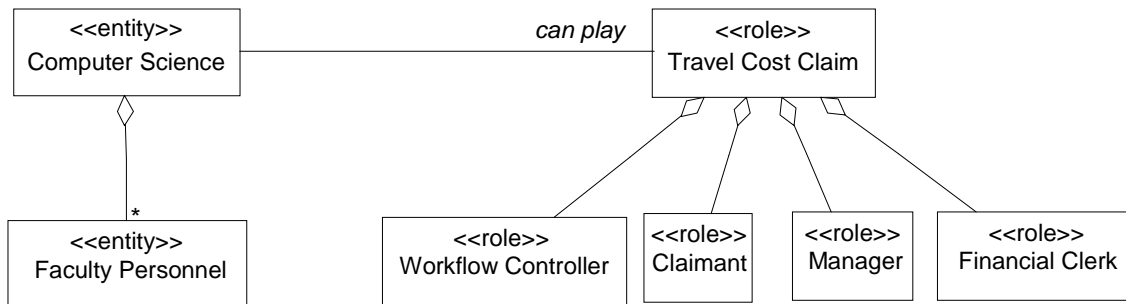 <<entity>>
Computer Science
can play
<<role>>
Travel Cost Claim
*
<<entity>>
Faculty Personnel
<<role>>
Workflow Controller
<<role>>
Claimant
<<role>>
Manager
<<role>>
Financial Clerk